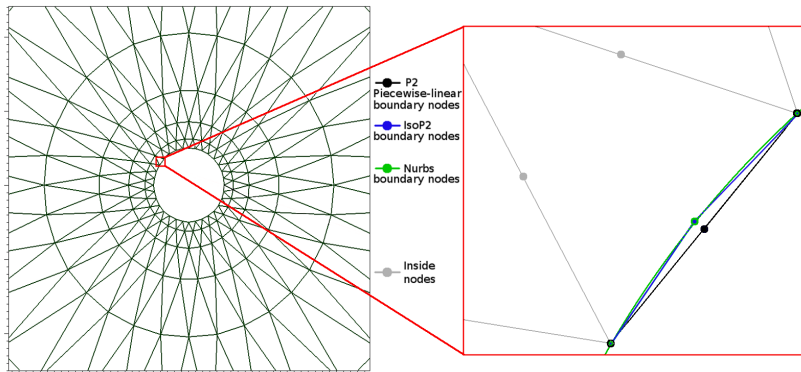 P2
Piecewise-linear
boundary nodes
IsoP2
boundary nodes
Nurbs
boundary nodes
Inside
nodes